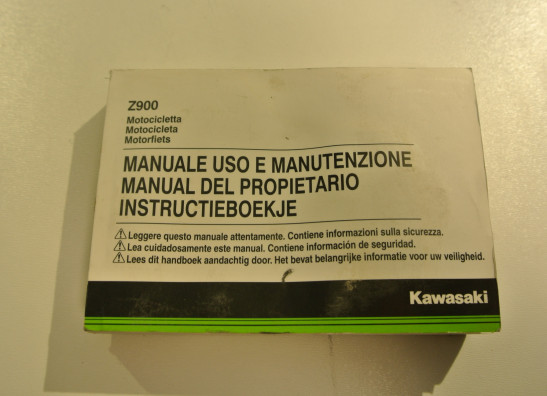 Z900
Motocicletta
Motocicleta
Motorfiets
MANUALE USO E MANUTENZIONE
MANUAL DEL PROPIETARIO
INSTRUCTIEBOEKJE
Leggere questo manuale attentamente. Contiene informazioni sulla sicurezza.
Lea cuidadosamente este manual. Contiene información de seguridad.
Lees dit handboek aandachtig door. Het bevat belangrijke informatie voor uw veiligheid.
Kawasaki